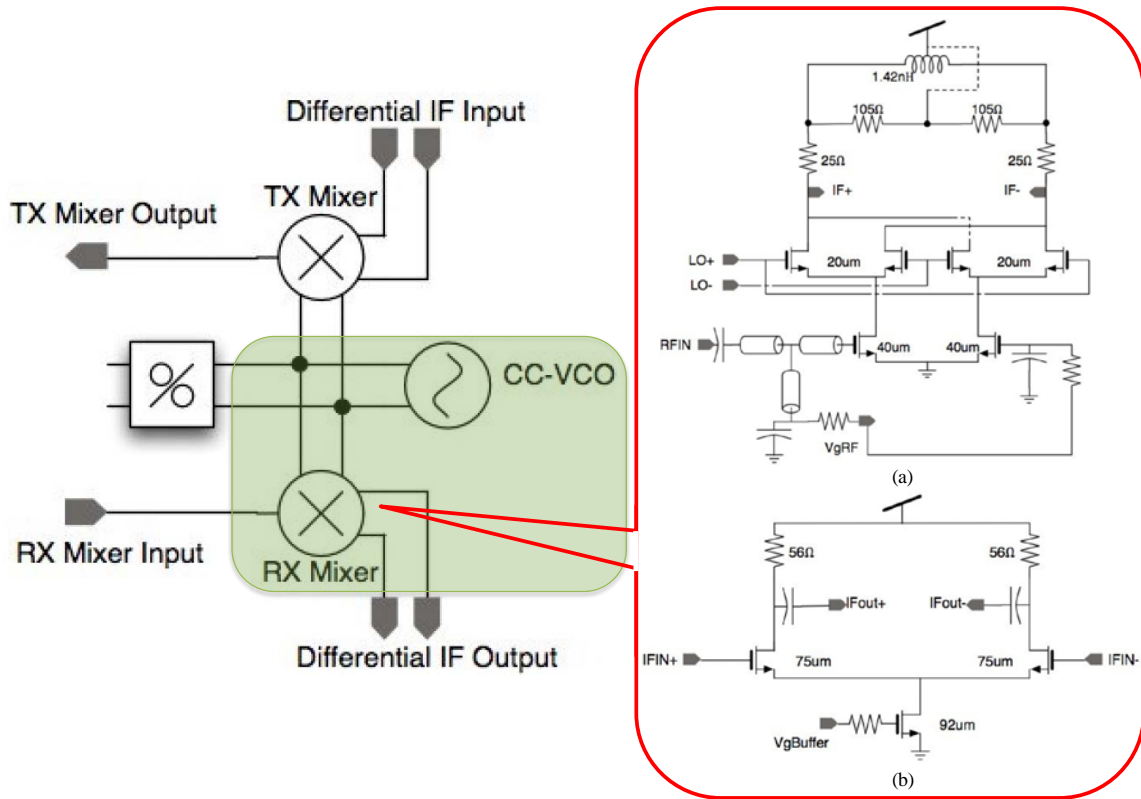 Differential IF Input
TX Mixer
TX Mixer Output
%
CC-VCO
RX Mixer Input
RX Mixer
Differential IF Output
1.42nH
105Ω
105Ω
25Ω
25Ω
IF+
IF-
LO+
20um
20um
LO-
RFIN
40um
40um
VgRF
(a)
56Ω
56Ω
IFout+
IFout-
IFIN+
75um
75um
IFIN-
VgBuffer
92um
(b)